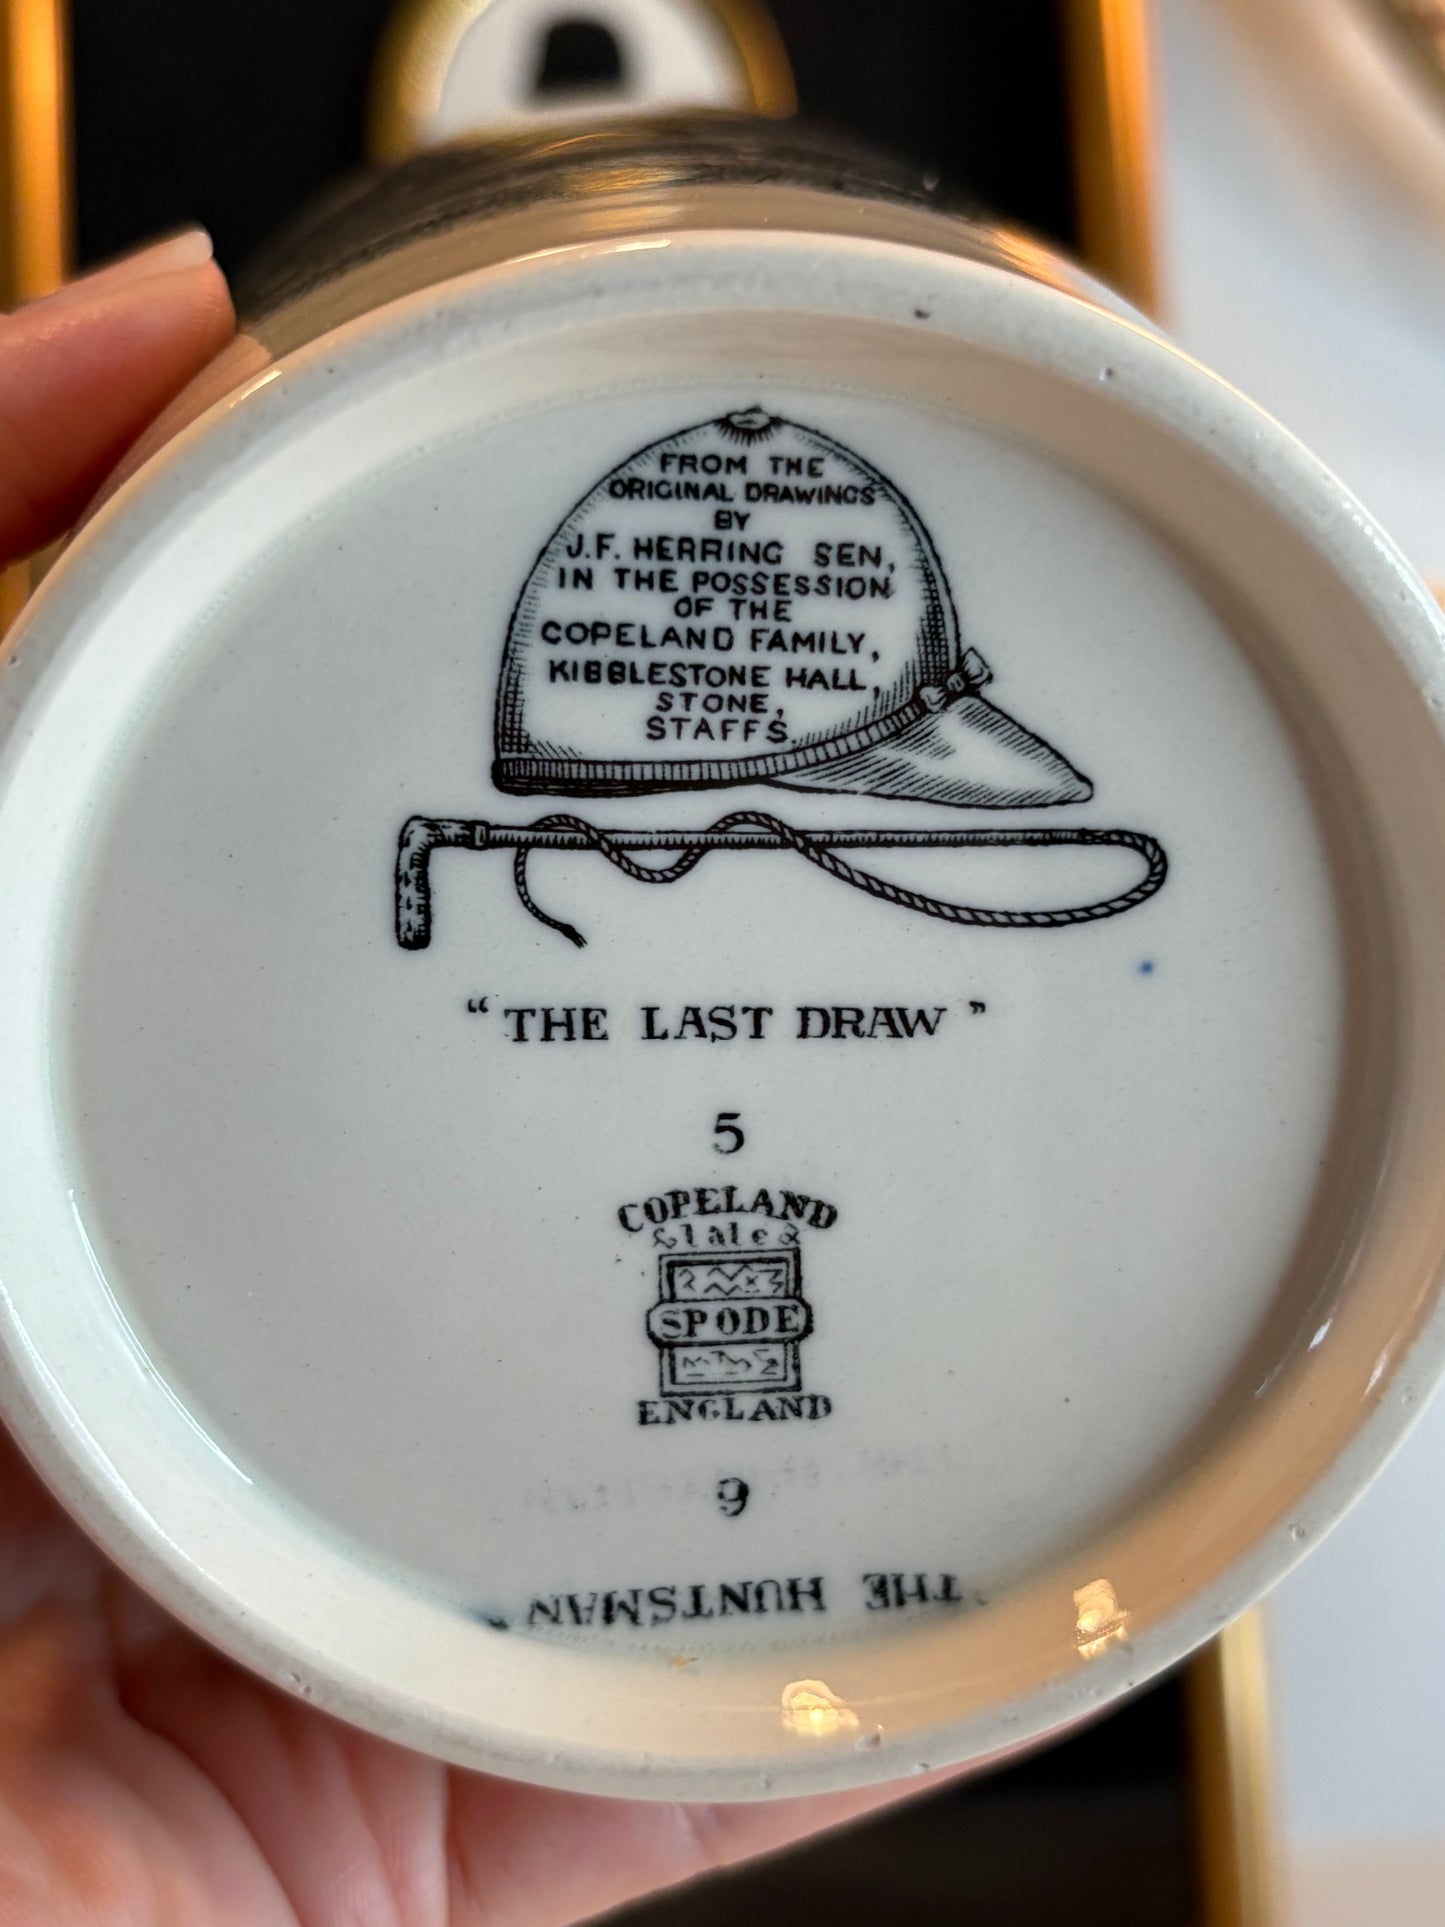 FROM THE
ORIGINAL DRAWINGS
BY
J.F. HERRING SEN,
IN THE POSSESSION
OF THE
COPELAND FAMILY,
KIBBLESTONE HALL,
STONE,
STAFFS.
“THE LAST DRAW”
5
COPELAND
late
SPODE
ENGLAND
9
"THE HUNTSMAN"